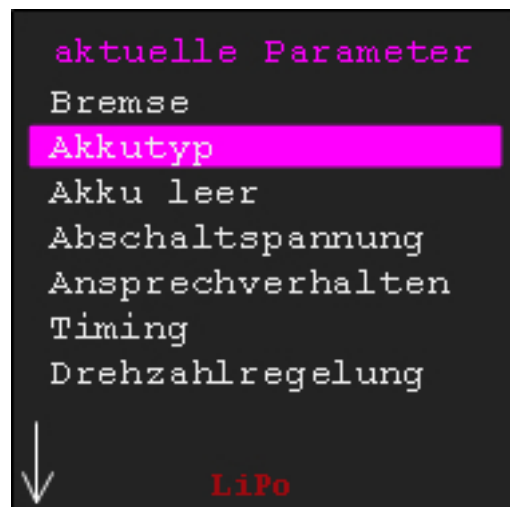 aktuelle Parameter
Bremse
Akkutyp
Akku leer
Abschaltspannung
Ansprechverhalten
Timing
Drehzahlregelung
LiPo